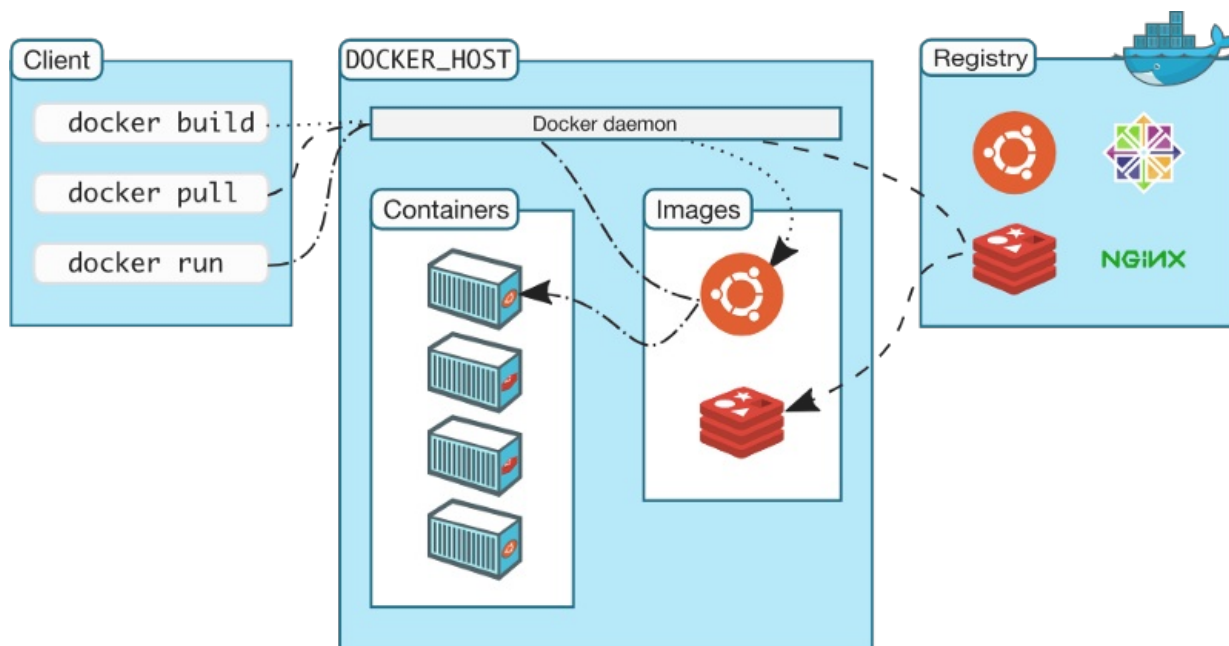 Client
docker build
docker pull
docker run
DOCKER_HOST
Docker daemon
Containers
Images
Registry
NGiNX